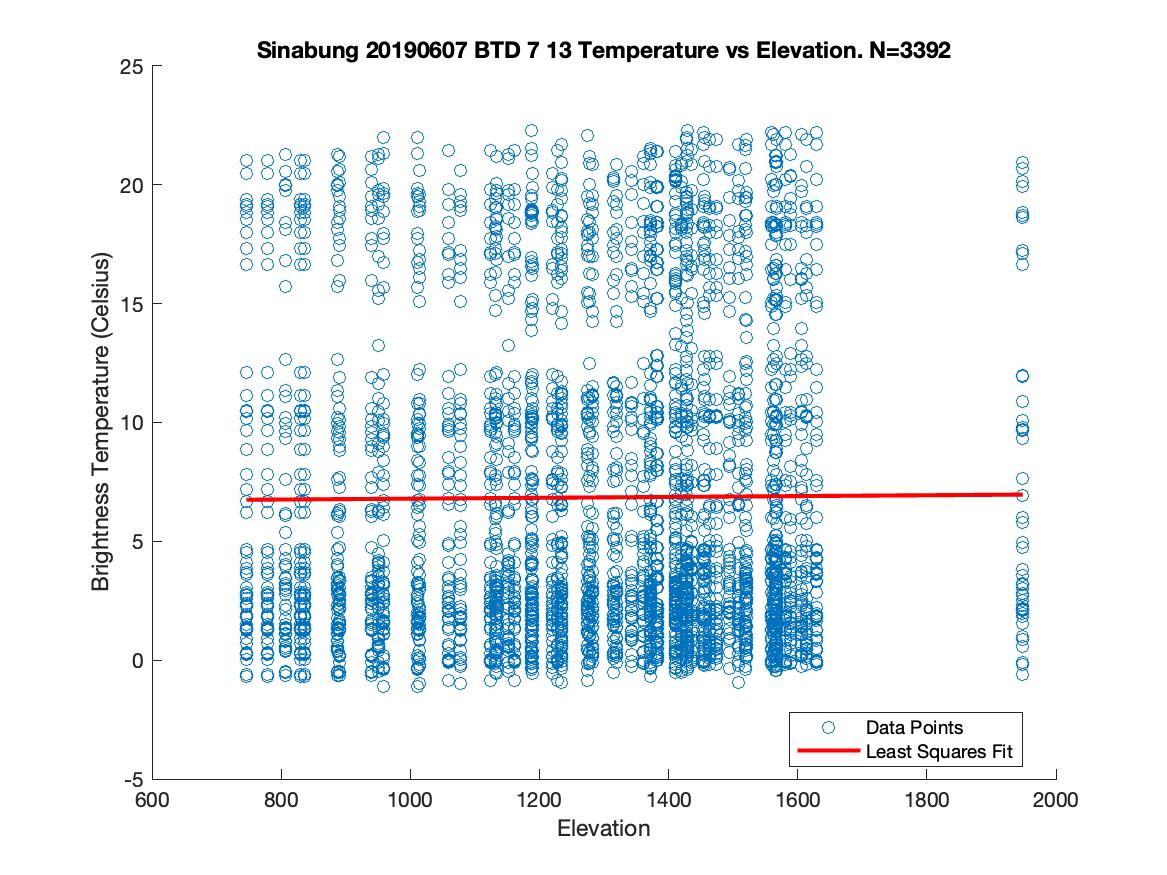 Sinabung 20190607 BTD 7 13 Temperature vs Elevation. N=3392
25
20
15
10
5
0
-5
Brightness Temperature (Celsius)
Data Points
Least Squares Fit
600 800 1000 1200 1400 1600 1800 2000
Elevation